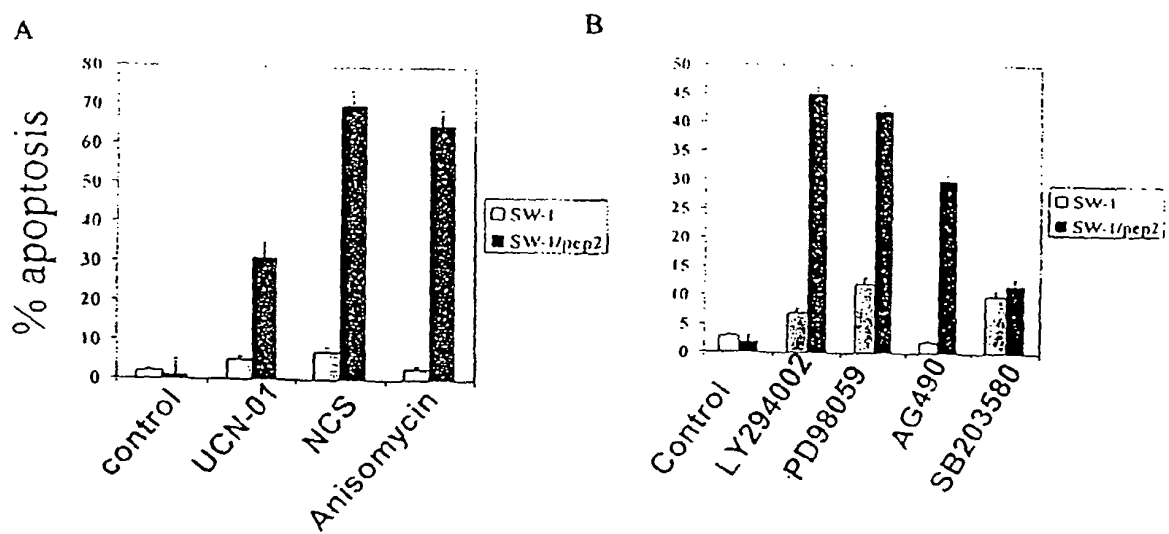 A
% apoptosis
80
70
60
50
40
30
20
10
0
control
UCN-01
NCS
Anisomycin
SW-1
SW-1/pep2
B
50
45
40
35
30
25
20
15
10
5
0
Control
LY294002
PD98059
AG490
SB203580
SW-1
SW-1/pep2